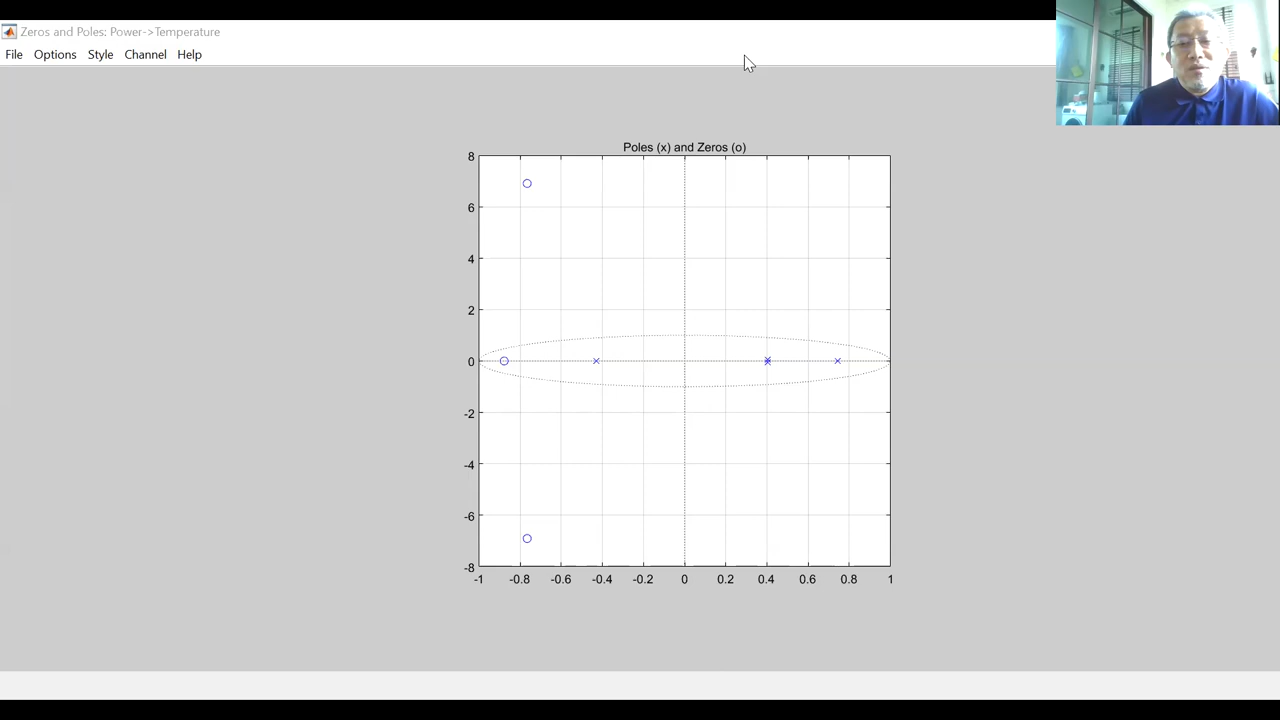 Zeros and Poles: Power->Temperature
File Options Style Channel Help
Poles (x) and Zeros (o)
8
6
4
2
0
-2
-4
-6
-8
-1 -0.8 -0.6 -0.4 -0.2 0 0.2 0.4 0.6 0.8 1